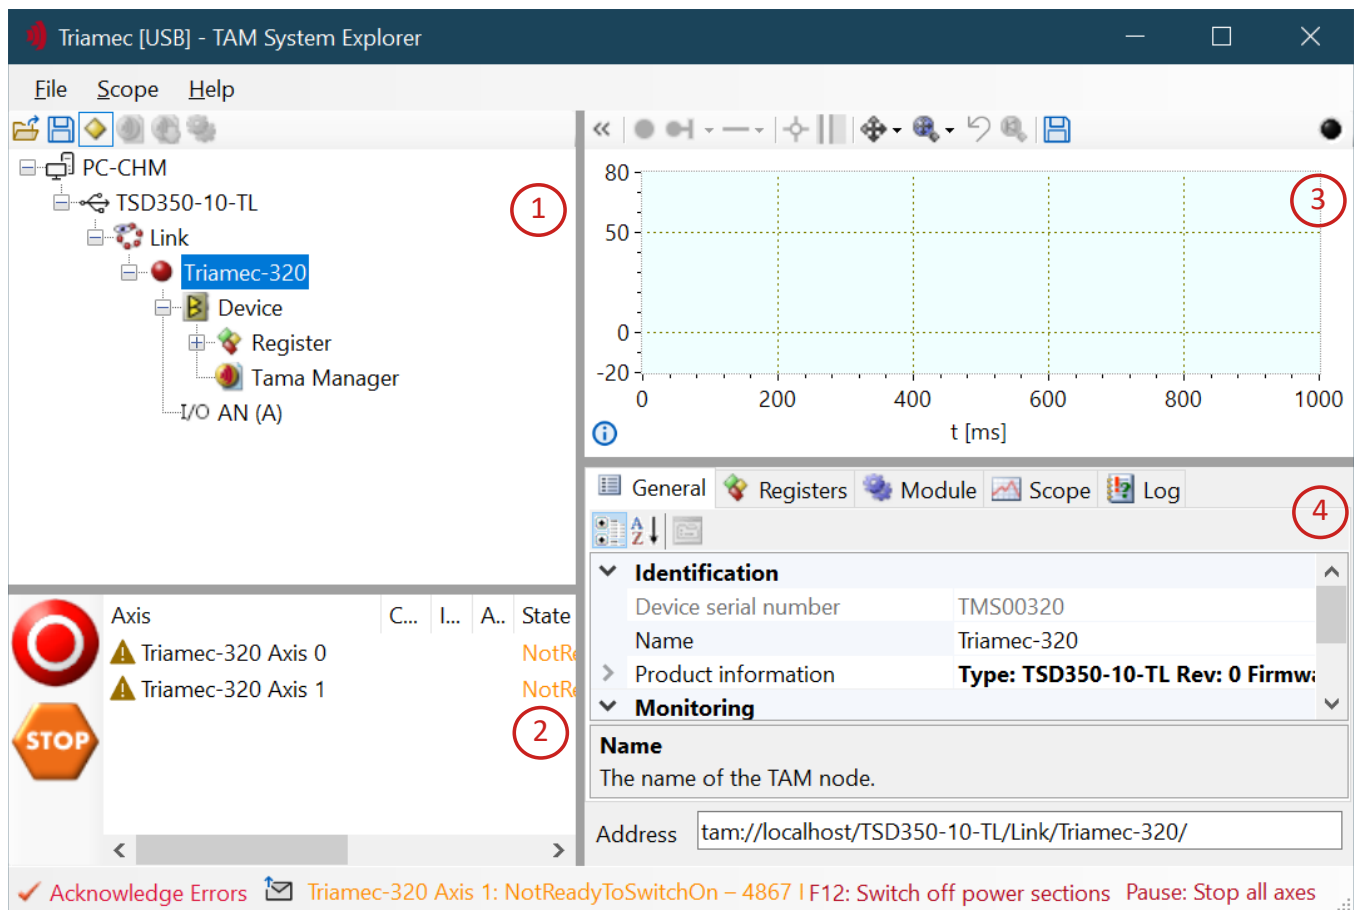 Triamec [USB] - TAM System Explorer
File Scope Help
PC-CHM
TSD350-10-TL
Link
Triamec-320
Device
Register
Tama Manager
I/O AN (A)
1
80
50
0
-20
0 200 400 600 800 1000
t [ms]
3
General Registers Module Scope Log
4
A
Z
Identification
Device serial number TMS00320
Name Triamec-320
Product information Type: TSD350-10-TL Rev: 0 Firmwa
Monitoring
Name
The name of the TAM node.
Address tam://localhost/TSD350-10-TL/Link/Triamec-320/
STOP
Axis C... I... A.. State
Triamec-320 Axis 0 NotRe
Triamec-320 Axis 1 NotRe
2
Acknowledge Errors Triamec-320 Axis 1: NotReadyToSwitchOn – 4867 F12: Switch off power sections Pause: Stop all axes